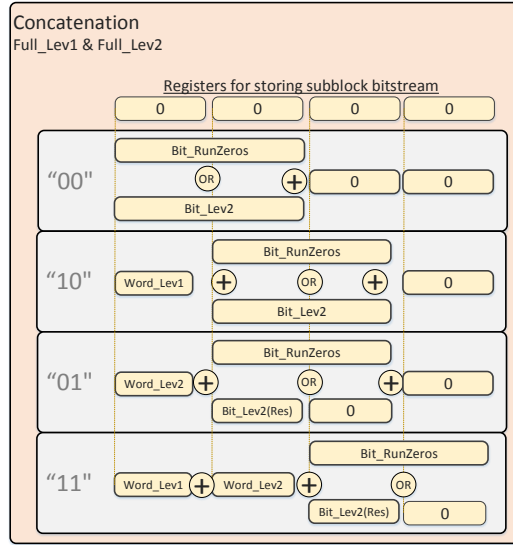 Concatenation
Full_Lev1 & Full_Lev2
Registers for storing subblock bitstream
0 0 0 0
Bit_RunZeros
“00" OR + 0 0
Bit_Lev2
Bit_RunZeros
“10" Word_Lev1 + OR + 0
Bit_Lev2
Bit_RunZeros
“01" Word_Lev2 + OR + 0
Bit_Lev2(Res) 0
Bit_RunZeros
“11" Word_Lev1 + Word_Lev2 + OR
Bit_Lev2(Res) 0